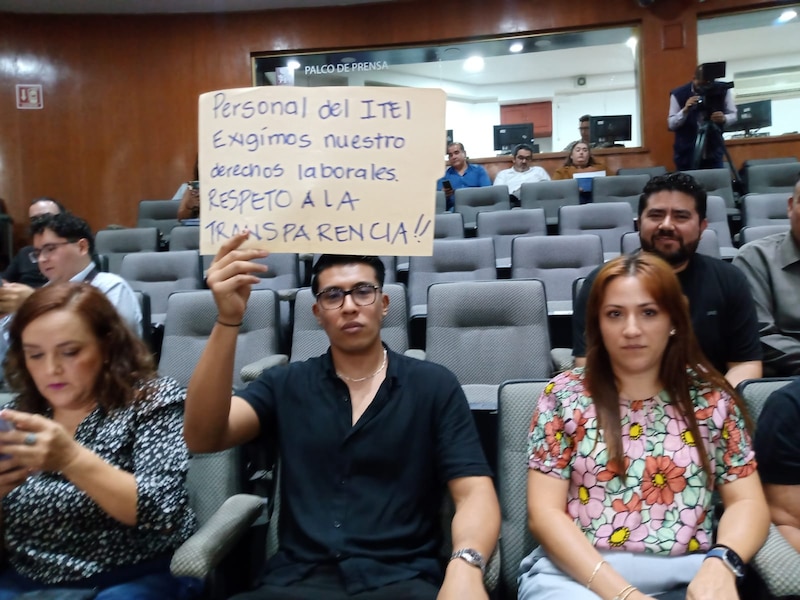 PALCO DE PRENSA
Personal del ITEI
Exigimos nuestro
derechos laborales.
RESPETO A LA
TRANSPARENCIA!!